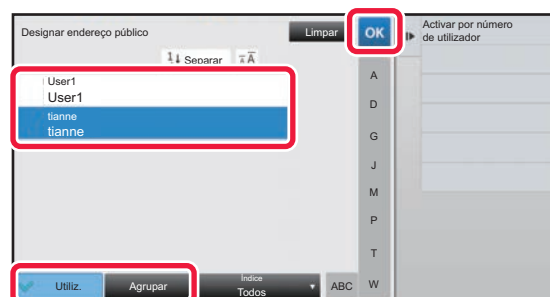 Designar endereço público
Limpar
OK
Activar por número
de utilizador
Separar
User1
User1
tianne
tianne
A
D
G
J
M
P
T
W
Utiliz.
Agrupar
Índice
Todos
ABC